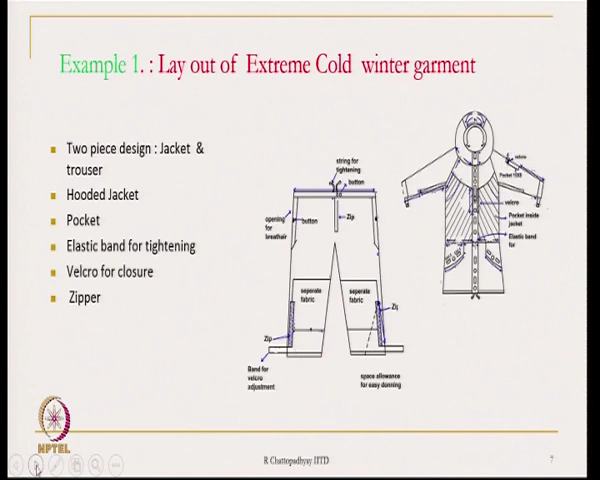 Example 1. : Lay out of Extreme Cold winter garment
Two piece design : Jacket &
trouser
Hooded Jacket
Pocket
Elastic band for tightening
Velcro for closure
Zipper
string for
tightening
button
opening
for
breathair
button
Zip
seperate
fabric
seperate
fabric
Zip
Zip
Band for
velcro
adjustment
space allowance
for easy donning
velcro
velcro
Pocket inside
jacket
Elastic band
for
NPTEL
R Chattopadhyay IITD
7